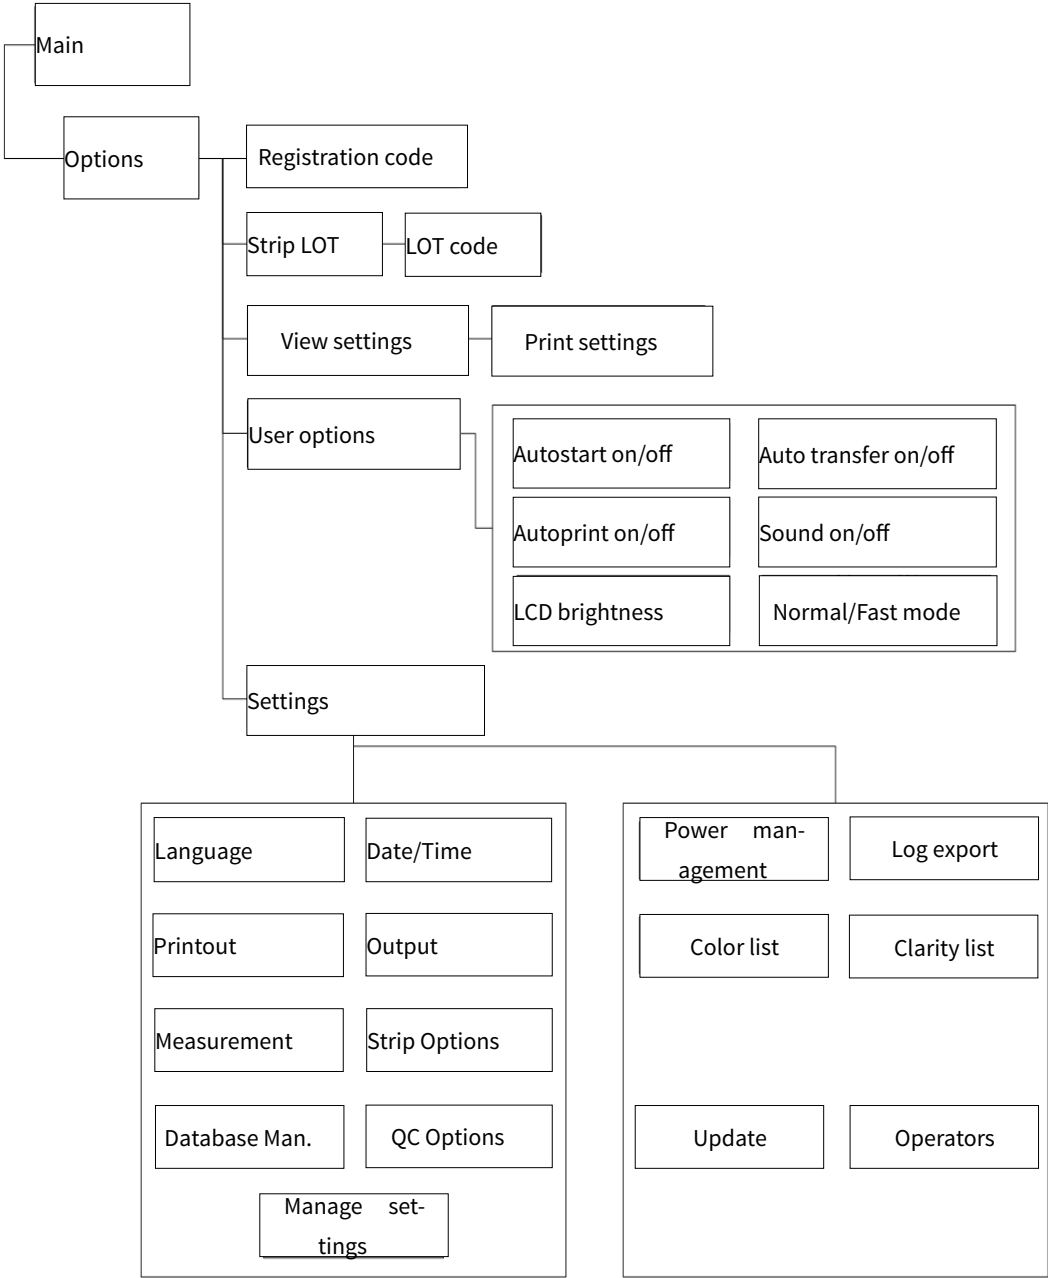 Main
Options
Registration code
Strip LOT
LOT code
View settings
Print settings
User options
Autostart on/off
Auto transfer on/off
Autoprint on/off
Sound on/off
LCD brightness
Normal/Fast mode
Settings
Language
Date/Time
Printout
Output
Measurement
Strip Options
Database Man.
QC Options
Manage set-
tings
Power man-
agement
Log export
Color list
Clarity list
Update
Operators